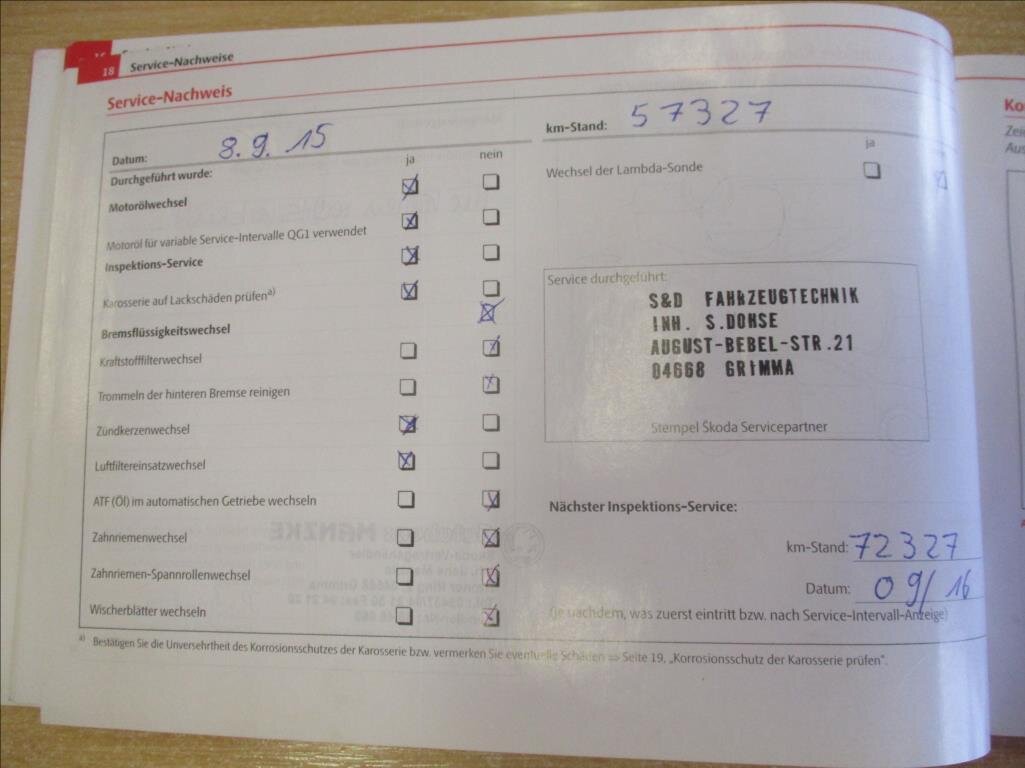 18 Service-Nachweise
Service-Nachweis
Datum: 8. 9. 15
ja nein
Durchgeführt wurde:
Motorölwechsel
Motoröl für variable Service-Intervalle QG1 verwendet
Inspektions-Service
Karosserie auf Lackschäden prüfen a)
Bremsflüssigkeitswechsel
Kraftstofffilterwechsel
Trommeln der hinteren Bremse reinigen
Zündkerzenwechsel
Luftfiltereinsatzwechsel
ATF (Öl) im automatischen Getriebe wechseln
Zahnriemenwechsel
Zahnriemen-Spannrollenwechsel
Wischerblätter wechseln
km-Stand: 57327
ja
Wechsel der Lambda-Sonde
Service durchgeführt:
S&D FAHRZEUGTECHNIK
INH. S.DOHSE
AUGUST-BEBEL-STR.21
04668 GRIMMA
Stempel Škoda Servicepartner
Nächster Inspektions-Service:
km-Stand: 72327
Datum: 09/16
(je nachdem, was zuerst eintritt bzw. nach Service-Intervall-Anzeige)
a) Bestätigen Sie die Unversehrtheit des Korrosionsschutzes der Karosserie bzw. vermerken Sie eventuelle Schäden ⇒ Seite 19, „Korrosionsschutz der Karosserie prüfen".